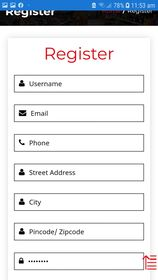 78% 11:53 am
Register
/ Register
Register
Username
Email
Phone
Street Address
City
Pincode/ Zipcode
••••••••